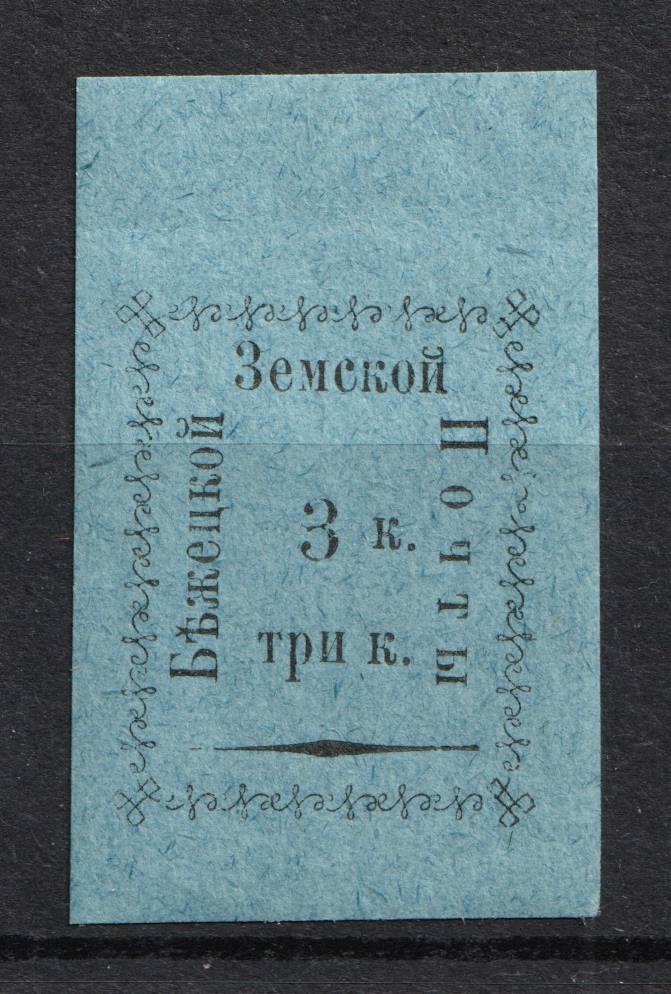 Бѣжецкой
Земской
Почты
3 к.
три к.